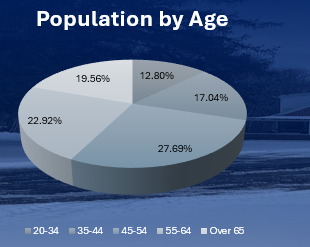 Population by Age
19.56% 12.80%
17.04%
22.92%
27.69%
20-34 35-44 45-54 55-64 Over 65